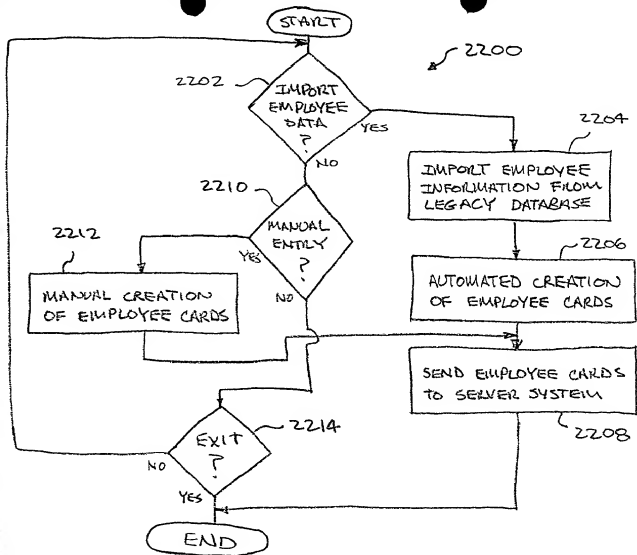 START
2200
2202
IMPORT
EMPLOYEE
DATA
?
YES
NO
2204
IMPORT EMPLOYEE
INFORMATION FROM
LEGACY DATABASE
2210
MANUAL
ENTRY
?
YES
NO
2206
AUTOMATED CREATION
OF EMPLOYEE CARDS
2212
MANUAL CREATION
OF EMPLOYEE CARDS
SEND EMPLOYEE CARDS
TO SERVER SYSTEM
2208
2214
EXIT
?
NO
YES
END